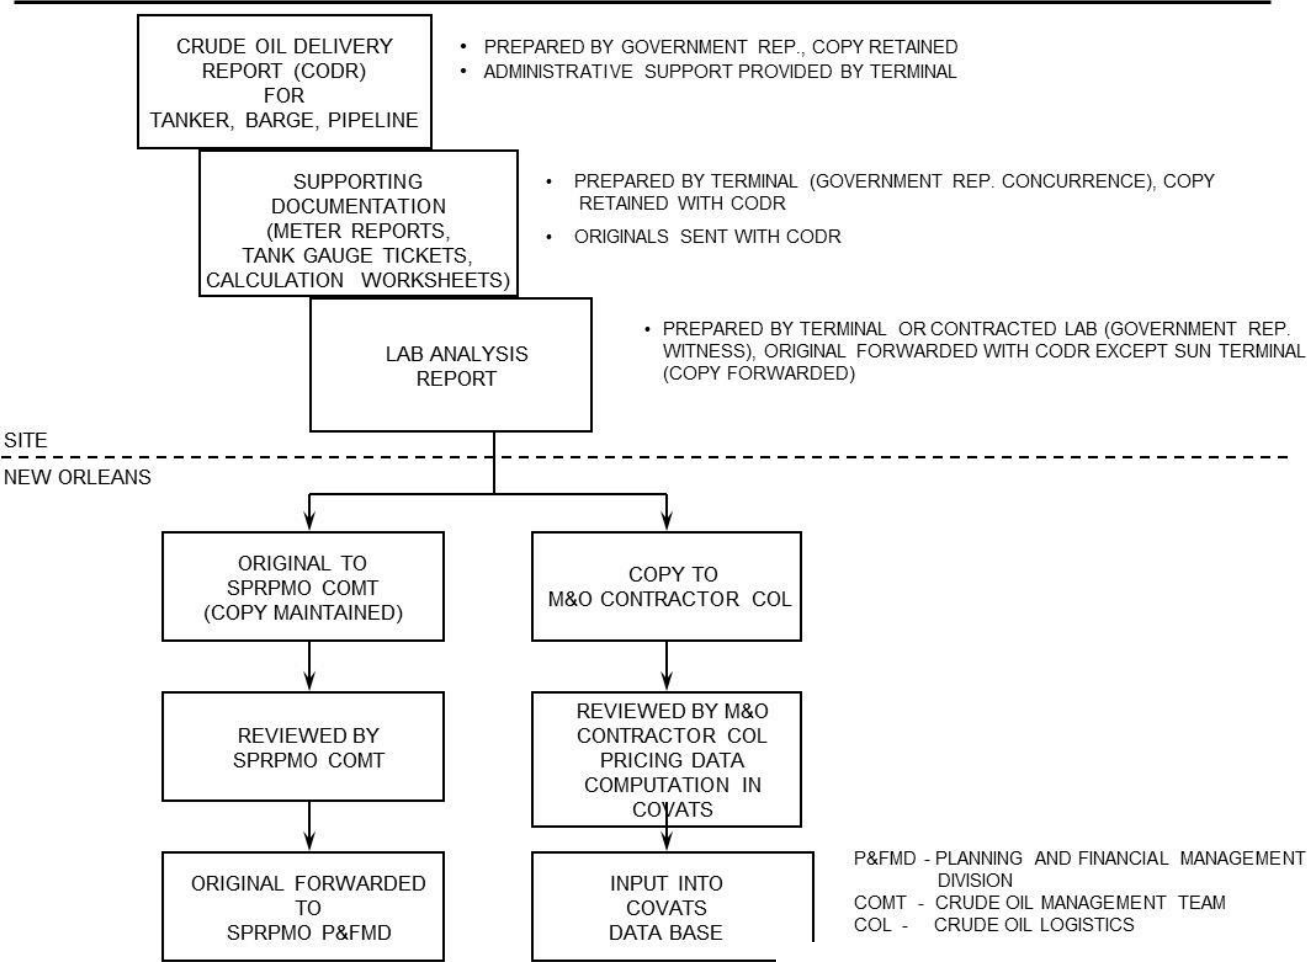 CRUDE OIL DELIVERY
REPORT (CODR)
FOR
TANKER, BARGE, PIPELINE
• PREPARED BY GOVERNMENT REP., COPY RETAINED
• ADMINISTRATIVE SUPPORT PROVIDED BY TERMINAL
SUPPORTING
DOCUMENTATION
(METER REPORTS,
TANK GAUGE TICKETS,
CALCULATION WORKSHEETS)
• PREPARED BY TERMINAL (GOVERNMENT REP. CONCURRENCE), COPY
RETAINED WITH CODR
• ORIGINALS SENT WITH CODR
LAB ANALYSIS
REPORT
• PREPARED BY TERMINAL OR CONTRACTED LAB (GOVERNMENT REP.
WITNESS), ORIGINAL FORWARDED WITH CODR EXCEPT SUN TERMINAL
(COPY FORWARDED)
SITE
NEW ORLEANS
ORIGINAL TO
SPRPMO COMT
(COPY MAINTAINED)
COPY TO
M&O CONTRACTOR COL
REVIEWED BY
SPRPMO COMT
REVIEWED BY M&O
CONTRACTOR COL
PRICING DATA
COMPUTATION IN
COVATS
ORIGINAL FORWARDED
TO
SPRPMO P&FMD
INPUT INTO
COVATS
DATA BASE
P&FMD - PLANNING AND FINANCIAL MANAGEMENT
DIVISION
COMT - CRUDE OIL MANAGEMENT TEAM
COL - CRUDE OIL LOGISTICS